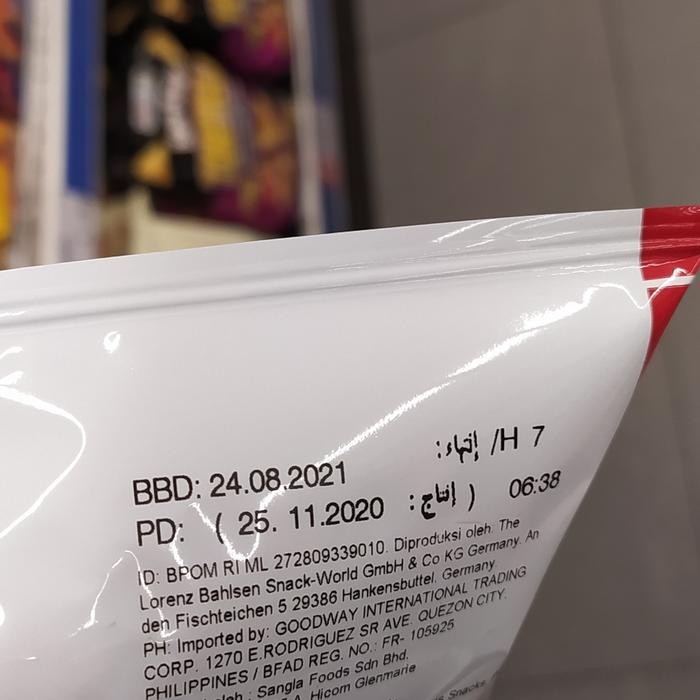 BBD: 24.08.2021 إنتهاء: /H 7
PD: ( 25. 11.2020 إنتاج: ) 06:38
ID: BPOM RI ML 272809339010. Diproduksi oleh. The
Lorenz Bahlsen Snack-World GmbH & Co KG Germany. An
den Fischteichen 5 29386 Hankensbuttel. Germany
PH: Imported by: GOODWAY INTERNATIONAL TRADING
CORP. 1270 E.RODRIGUEZ SR AVE. QUEZON CITY.
PHILIPPINES / BFAD REG. NO.: FR- 105925
: Sangla Foods Sdn Bhd.
A, Hicom Glenmarie
Snacks